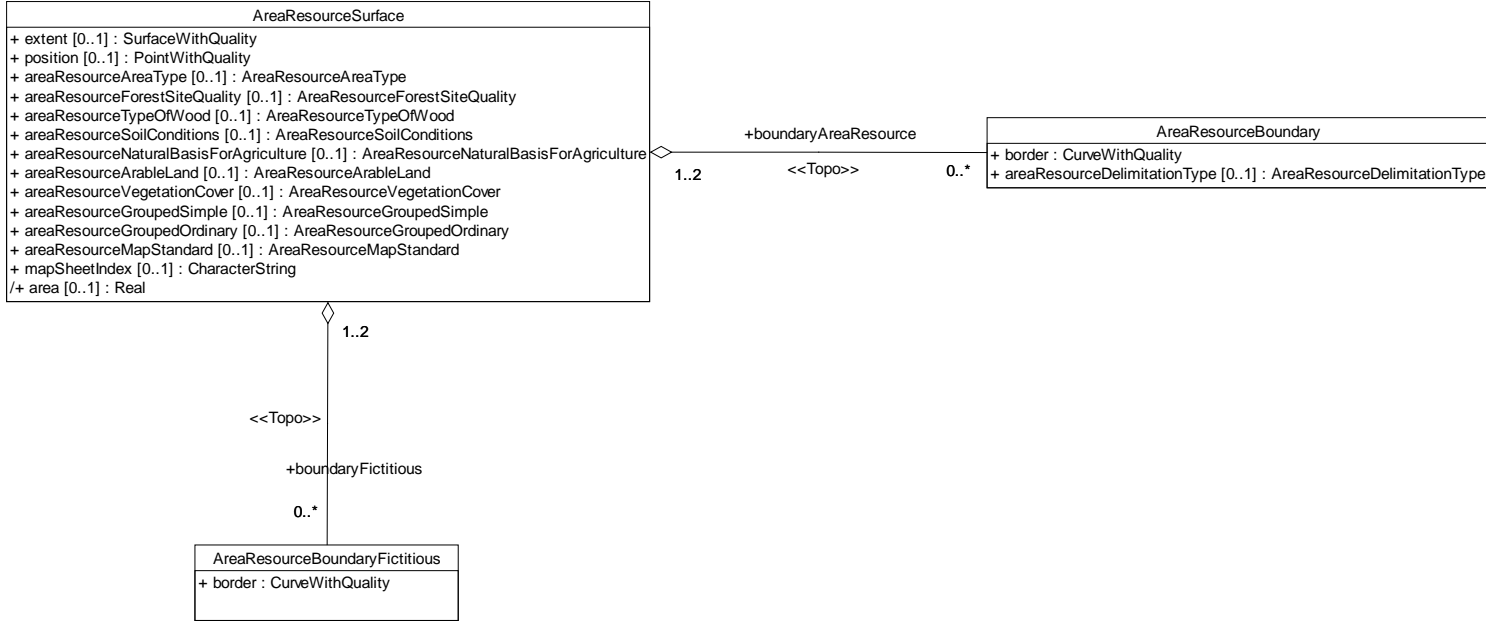 AreaResourceSurface
+ extent [0..1] : SurfaceWithQuality
+ position [0..1] : PointWithQuality
+ areaResourceAreaType [0..1] : AreaResourceAreaType
+ areaResourceForestSiteQuality [0..1] : AreaResourceForestSiteQuality
+ areaResourceTypeOfWood [0..1] : AreaResourceTypeOfWood
+ areaResourceSoilConditions [0..1] : AreaResourceSoilConditions
+ areaResourceNaturalBasisForAgriculture [0..1] : AreaResourceNaturalBasisForAgriculture
+ areaResourceArableLand [0..1] : AreaResourceArableLand
+ areaResourceVegetationCover [0..1] : AreaResourceVegetationCover
+ areaResourceGroupedSimple [0..1] : AreaResourceGroupedSimple
+ areaResourceGroupedOrdinary [0..1] : AreaResourceGroupedOrdinary
+ areaResourceMapStandard [0..1] : AreaResourceMapStandard
+ mapSheetIndex [0..1] : CharacterString
/+ area [0..1] : Real
+boundaryAreaResource
1..2
<<Topo>>
0..*
AreaResourceBoundary
+ border : CurveWithQuality
+ areaResourceDelimitationType [0..1] : AreaResourceDelimitationType
1..2
<<Topo>>
+boundaryFictitious
0..*
AreaResourceBoundaryFictitious
+ border : CurveWithQuality